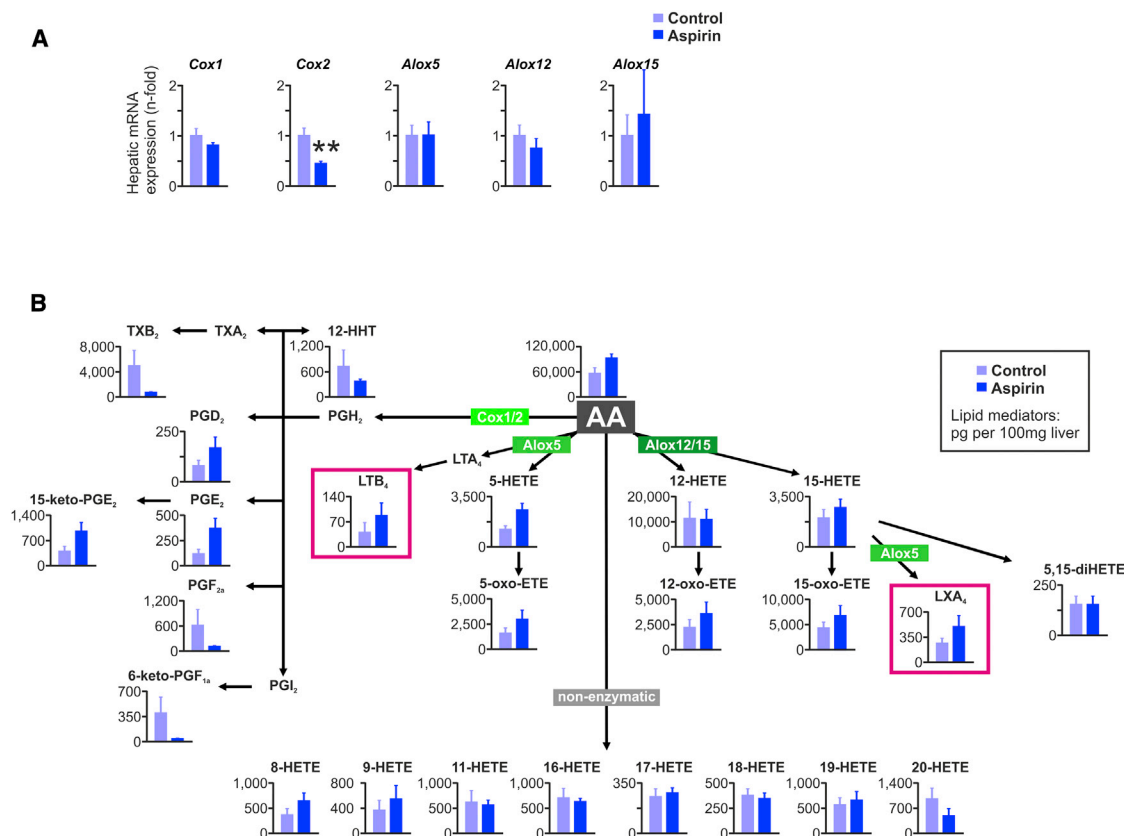 A
Control
Aspirin
Cox1 Cox2 Alox5 Alox12 Alox15
Hepatic mRNA
expression (n-fold)
2 2 2 2 2
1 1 1 1 1
**
0 0 0 0 0
B
TXB2 TXA2 12-HHT
8,000 1,200 120,000
4,000 600 60,000
0 0 0
Control
Aspirin
Lipid mediators:
pg per 100mg liver
PGD2 PGH2 Cox1/2 AA
250
0
Alox5 Alox12/15
LTA4
15-keto-PGE2 PGE2 LTB4 5-HETE 12-HETE 15-HETE
1,400 500 140 3,500 20,000 3,500
700 250 70 10,000
0 0 0 0 0 0
Alox5
PGF2a 5-oxo-ETE 12-oxo-ETE 15-oxo-ETE LXA4 5,15-diHETE
1,200 5,000 5,000 10,000 700 250
600 2,500 2,500 5,000 350
0 0 0 0 0 0
6-keto-PGF1a PGI2
700
350
0
non-enzymatic
8-HETE 9-HETE 11-HETE 16-HETE 17-HETE 18-HETE 19-HETE 20-HETE
1,000 800 1,000 1,000 350 500 1,000 1,400
500 400 500 500 250 500 700
0 0 0 0 0 0 0 0